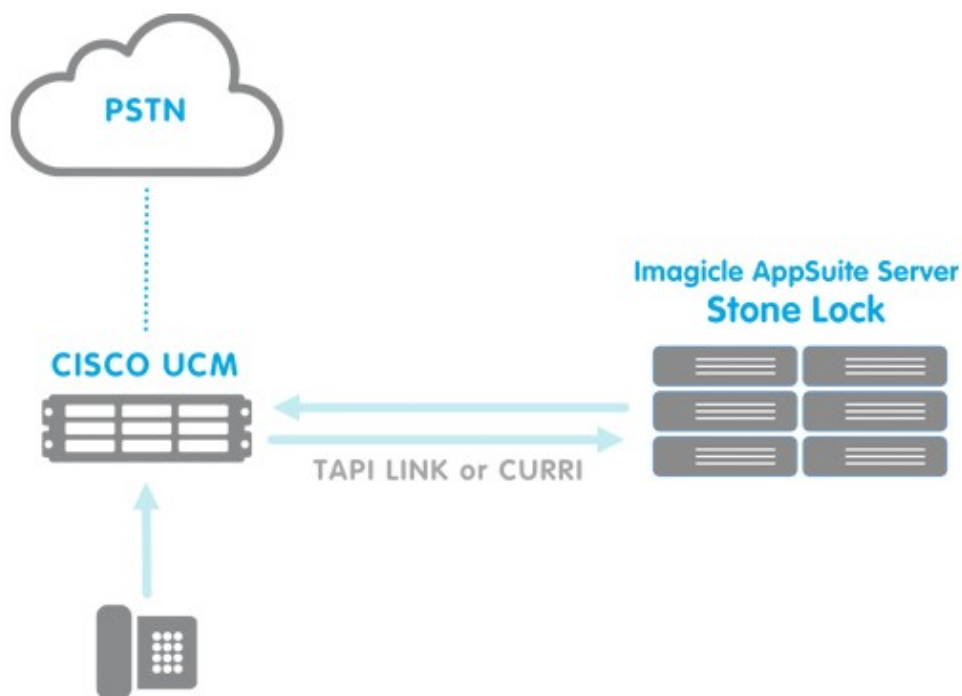 PSTN
Imagicle AppSuite Server
Stone Lock
CISCO UCM
TAPI LINK or CURRI